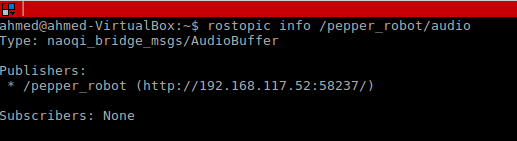 ahmed@ahmed-VirtualBox:~$ rostopic info /pepper_robot/audio
Type: naoqi_bridge_msgs/AudioBuffer
Publishers:
 * /pepper_robot (http://192.168.117.52:58237/)
Subscribers: None